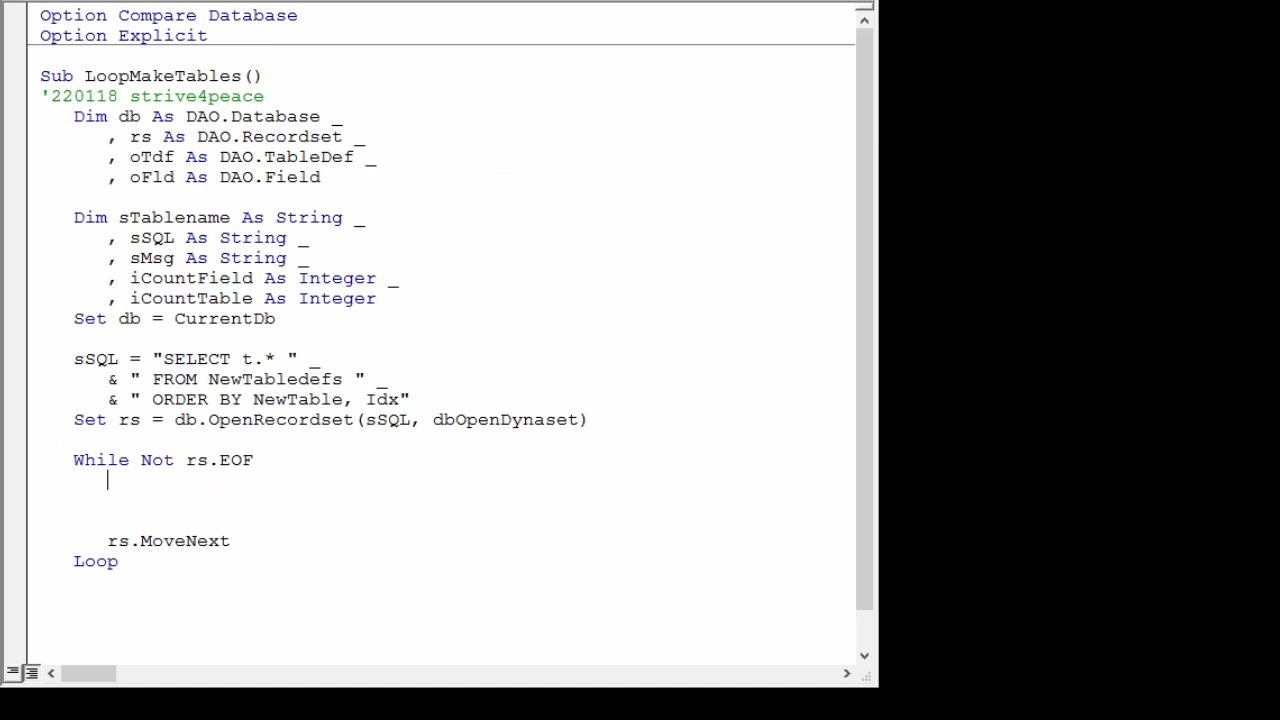 Option Compare Database
Option Explicit
Sub LoopMakeTables()
'220118 strive4peace
Dim db As DAO.Database _
, rs As DAO.Recordset _
, oTdf As DAO.TableDef _
, oFld As DAO.Field
Dim sTablename As String _
, sSQL As String _
, sMsg As String _
, iCountField As Integer _
, iCountTable As Integer
Set db = CurrentDb
sSQL = "SELECT t.* " _
& " FROM NewTabledefs " _
& " ORDER BY NewTable, Idx"
Set rs = db.OpenRecordset(sSQL, dbOpenDynaset)
While Not rs.EOF
rs.MoveNext
Loop